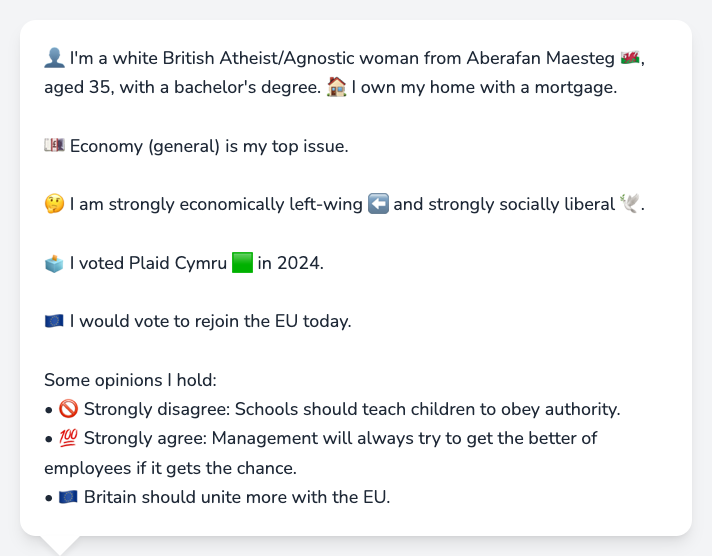 👤 I'm a white British Atheist/Agnostic woman from Aberafan Maesteg 🏴󠁧󠁢󠁷󠁬󠁳󠁿,
aged 35, with a bachelor's degree. 🏠 I own my home with a mortgage.
💷 Economy (general) is my top issue.
🤔 I am strongly economically left-wing ⬅️ and strongly socially liberal 🕊️.
🗳️ I voted Plaid Cymru 🟩 in 2024.
🇪🇺 I would vote to rejoin the EU today.
Some opinions I hold:
• 🚫 Strongly disagree: Schools should teach children to obey authority.
• 💯 Strongly agree: Management will always try to get the better of
employees if it gets the chance.
• 🇪🇺 Britain should unite more with the EU.